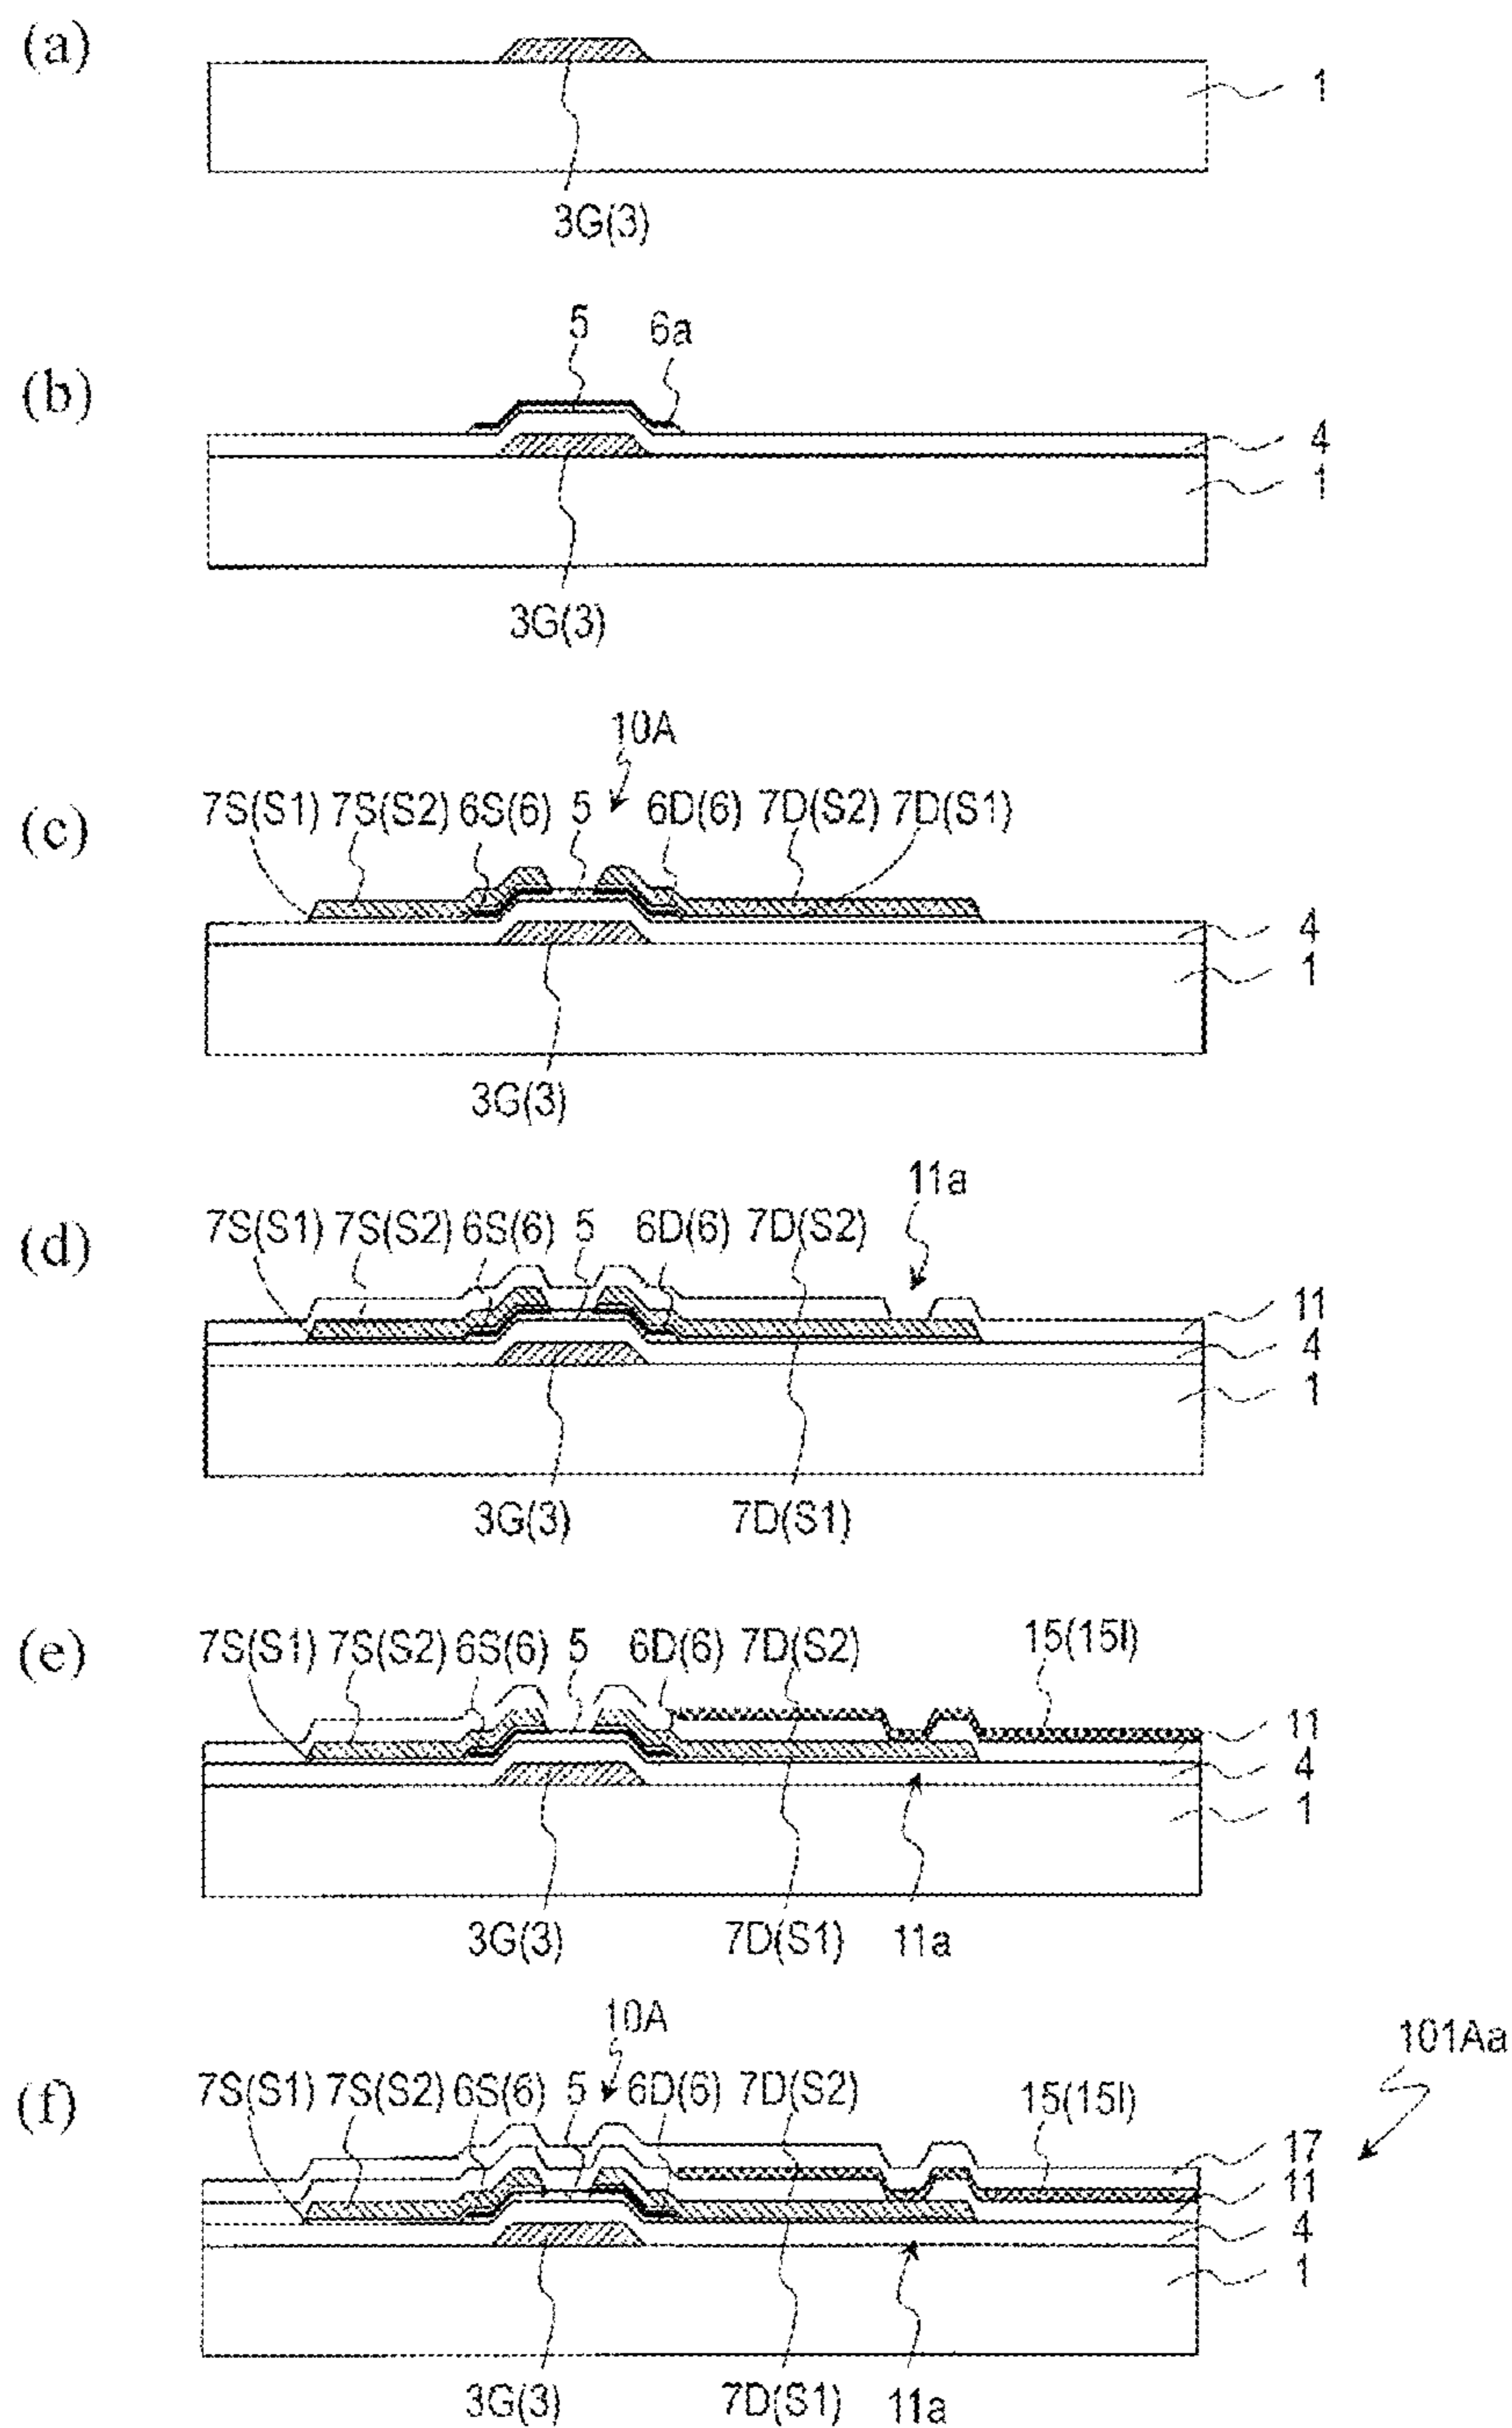 (a)
1
3G(3)
(b)
5 6a
4
1
3G(3)
(c)
10A
7S(S1) 7S(S2) 6S(6) 5 6D(6) 7D(S2) 7D(S1)
4
1
3G(3)
(d)
11a
7S(S1) 7S(S2) 6S(6) 5 6D(6) 7D(S2)
11
4
1
3G(3) 7D(S1)
(e)
7S(S1) 7S(S2) 6S(6) 5 6D(6) 7D(S2) 15(15l)
11
4
1
3G(3) 7D(S1) 11a
(f)
10A
101Aa
7S(S1) 7S(S2) 6S(6) 5 6D(6) 7D(S2) 15(15l)
17
11
4
1
3G(3) 7D(S1) 11a